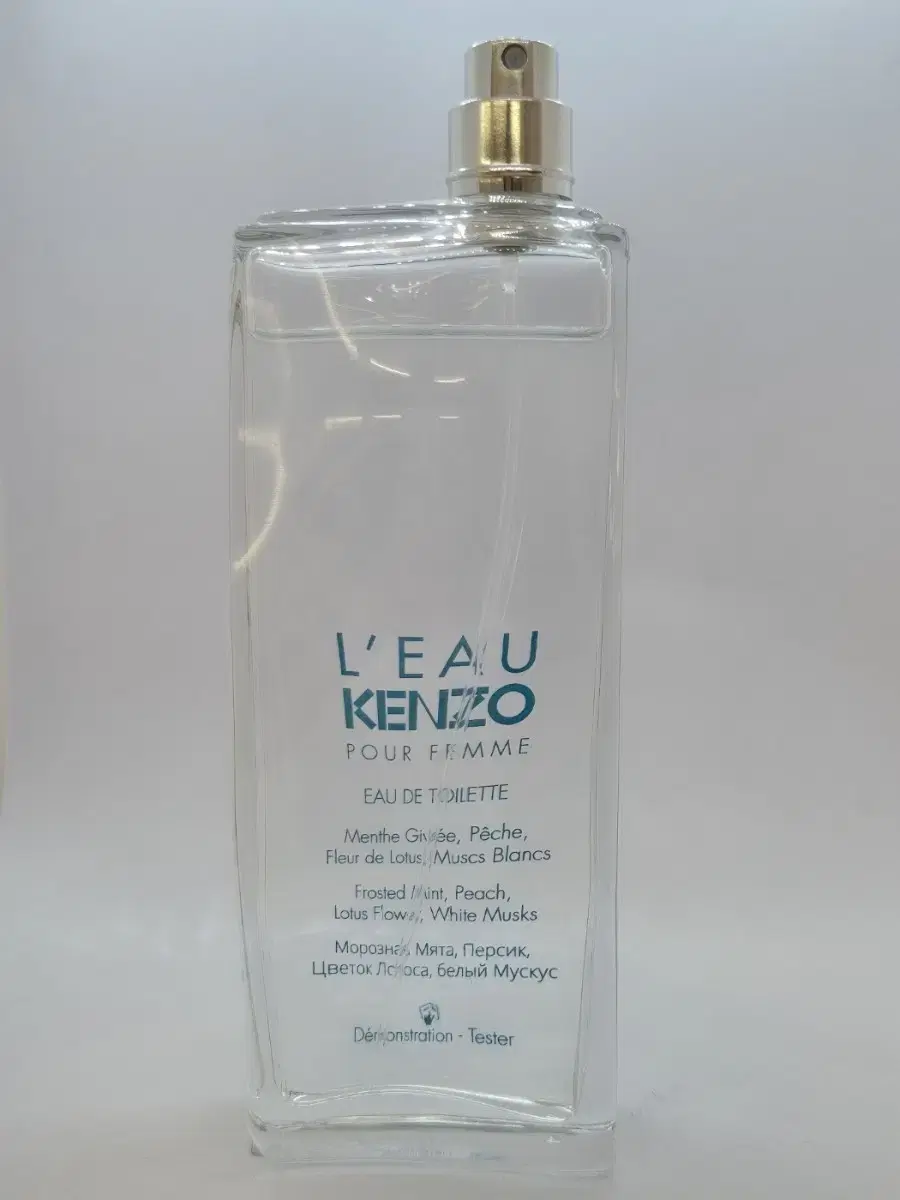 L'EAU
KENZO
POUR FEMME
EAU DE TOILETTE
Menthe Givrée, Pêche,
Fleur de Lotus, Muscs Blancs
Frosted Mint, Peach,
Lotus Flower, White Musks
Морозная Мята, Персик,
Цветок Лотоса, белый Мускус
Démonstration - Tester